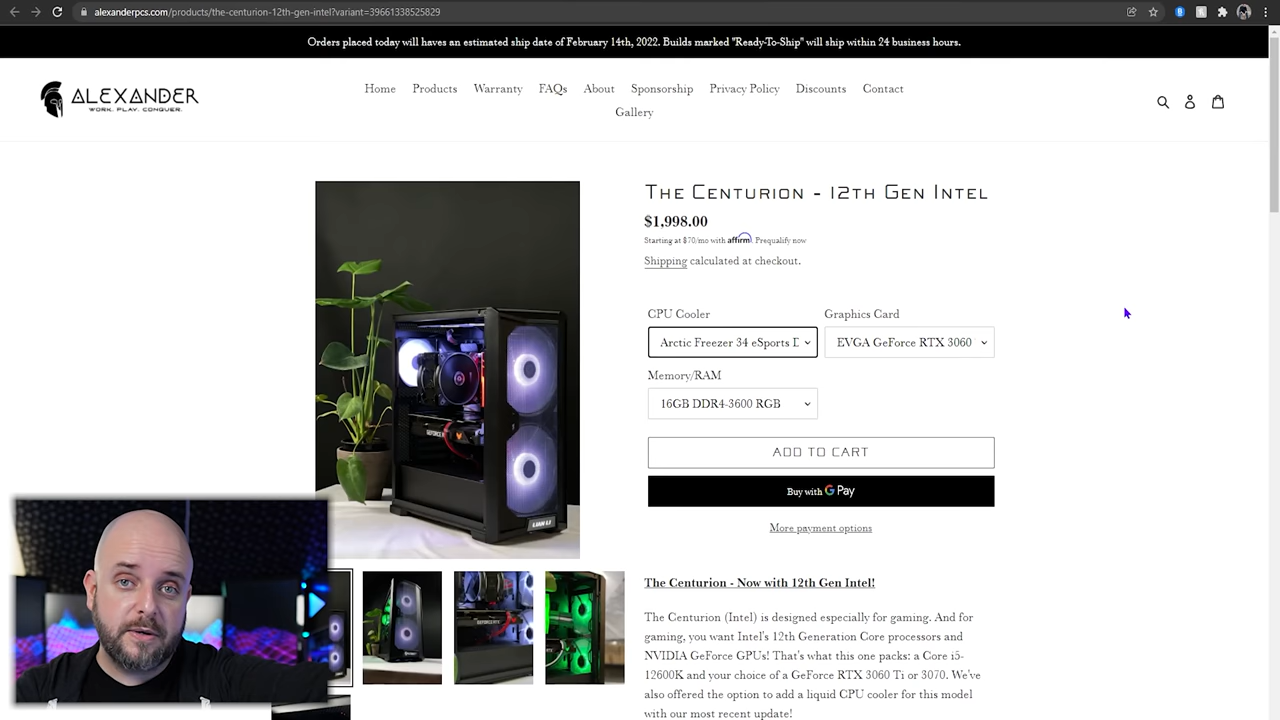 alexanderpcs.com/products/the-centurion-12th-gen-intel?variant=39661338525829
Orders placed today will haves an estimated ship date of February 14th, 2022. Builds marked "Ready-To-Ship" will ship within 24 business hours.
ALEXANDER
WORK. PLAY. CONQUER.
Home Products Warranty FAQs About Sponsorship Privacy Policy Discounts Contact
Gallery
The Centurion - 12th Gen Intel
$1,998.00
Starting at $70/mo with affirm. Prequalify now
Shipping calculated at checkout.
CPU Cooler Graphics Card
Arctic Freezer 34 eSports D EVGA GeForce RTX 3060
Memory/RAM
16GB DDR4-3600 RGB
ADD TO CART
Buy with G Pay
More payment options
LIAN LI
The Centurion - Now with 12th Gen Intel!
The Centurion (Intel) is designed especially for gaming. And for
gaming, you want Intel's 12th Generation Core processors and
NVIDIA GeForce GPUs! That's what this one packs: a Core i5-
12600K and your choice of a GeForce RTX 3060 Ti or 3070. We've
also offered the option to add a liquid CPU cooler for this model
with our most recent update!